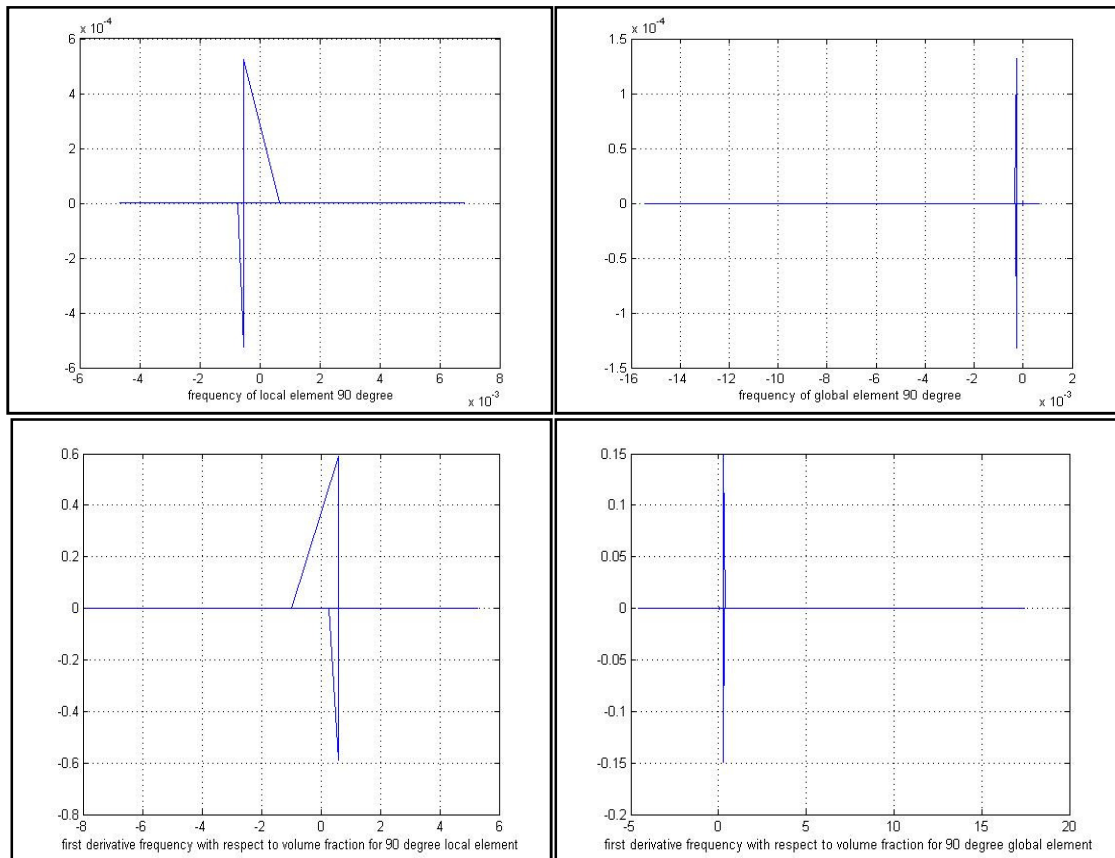 x 10^-4
6
4
2
0
-2
-4
-6
-6 -4 -2 0 2 4 6 8
x 10^-3
frequency of local element 90 degree
x 10^-4
1.5
1
0.5
0
-0.5
-1
-1.5
-16 -14 -12 -10 -8 -6 -4 -2 0 2
x 10^-3
frequency of global element 90 degree
0.6
0.4
0.2
0
-0.2
-0.4
-0.6
-0.8
-8 -6 -4 -2 0 2 4 6
first derivative frequency with respect to volume fraction for 90 degree local element
0.15
0.1
0.05
0
-0.05
-0.1
-0.15
-0.2
-5 0 5 10 15 20
first derivative frequency with respect to volume fraction for 90 degree global element